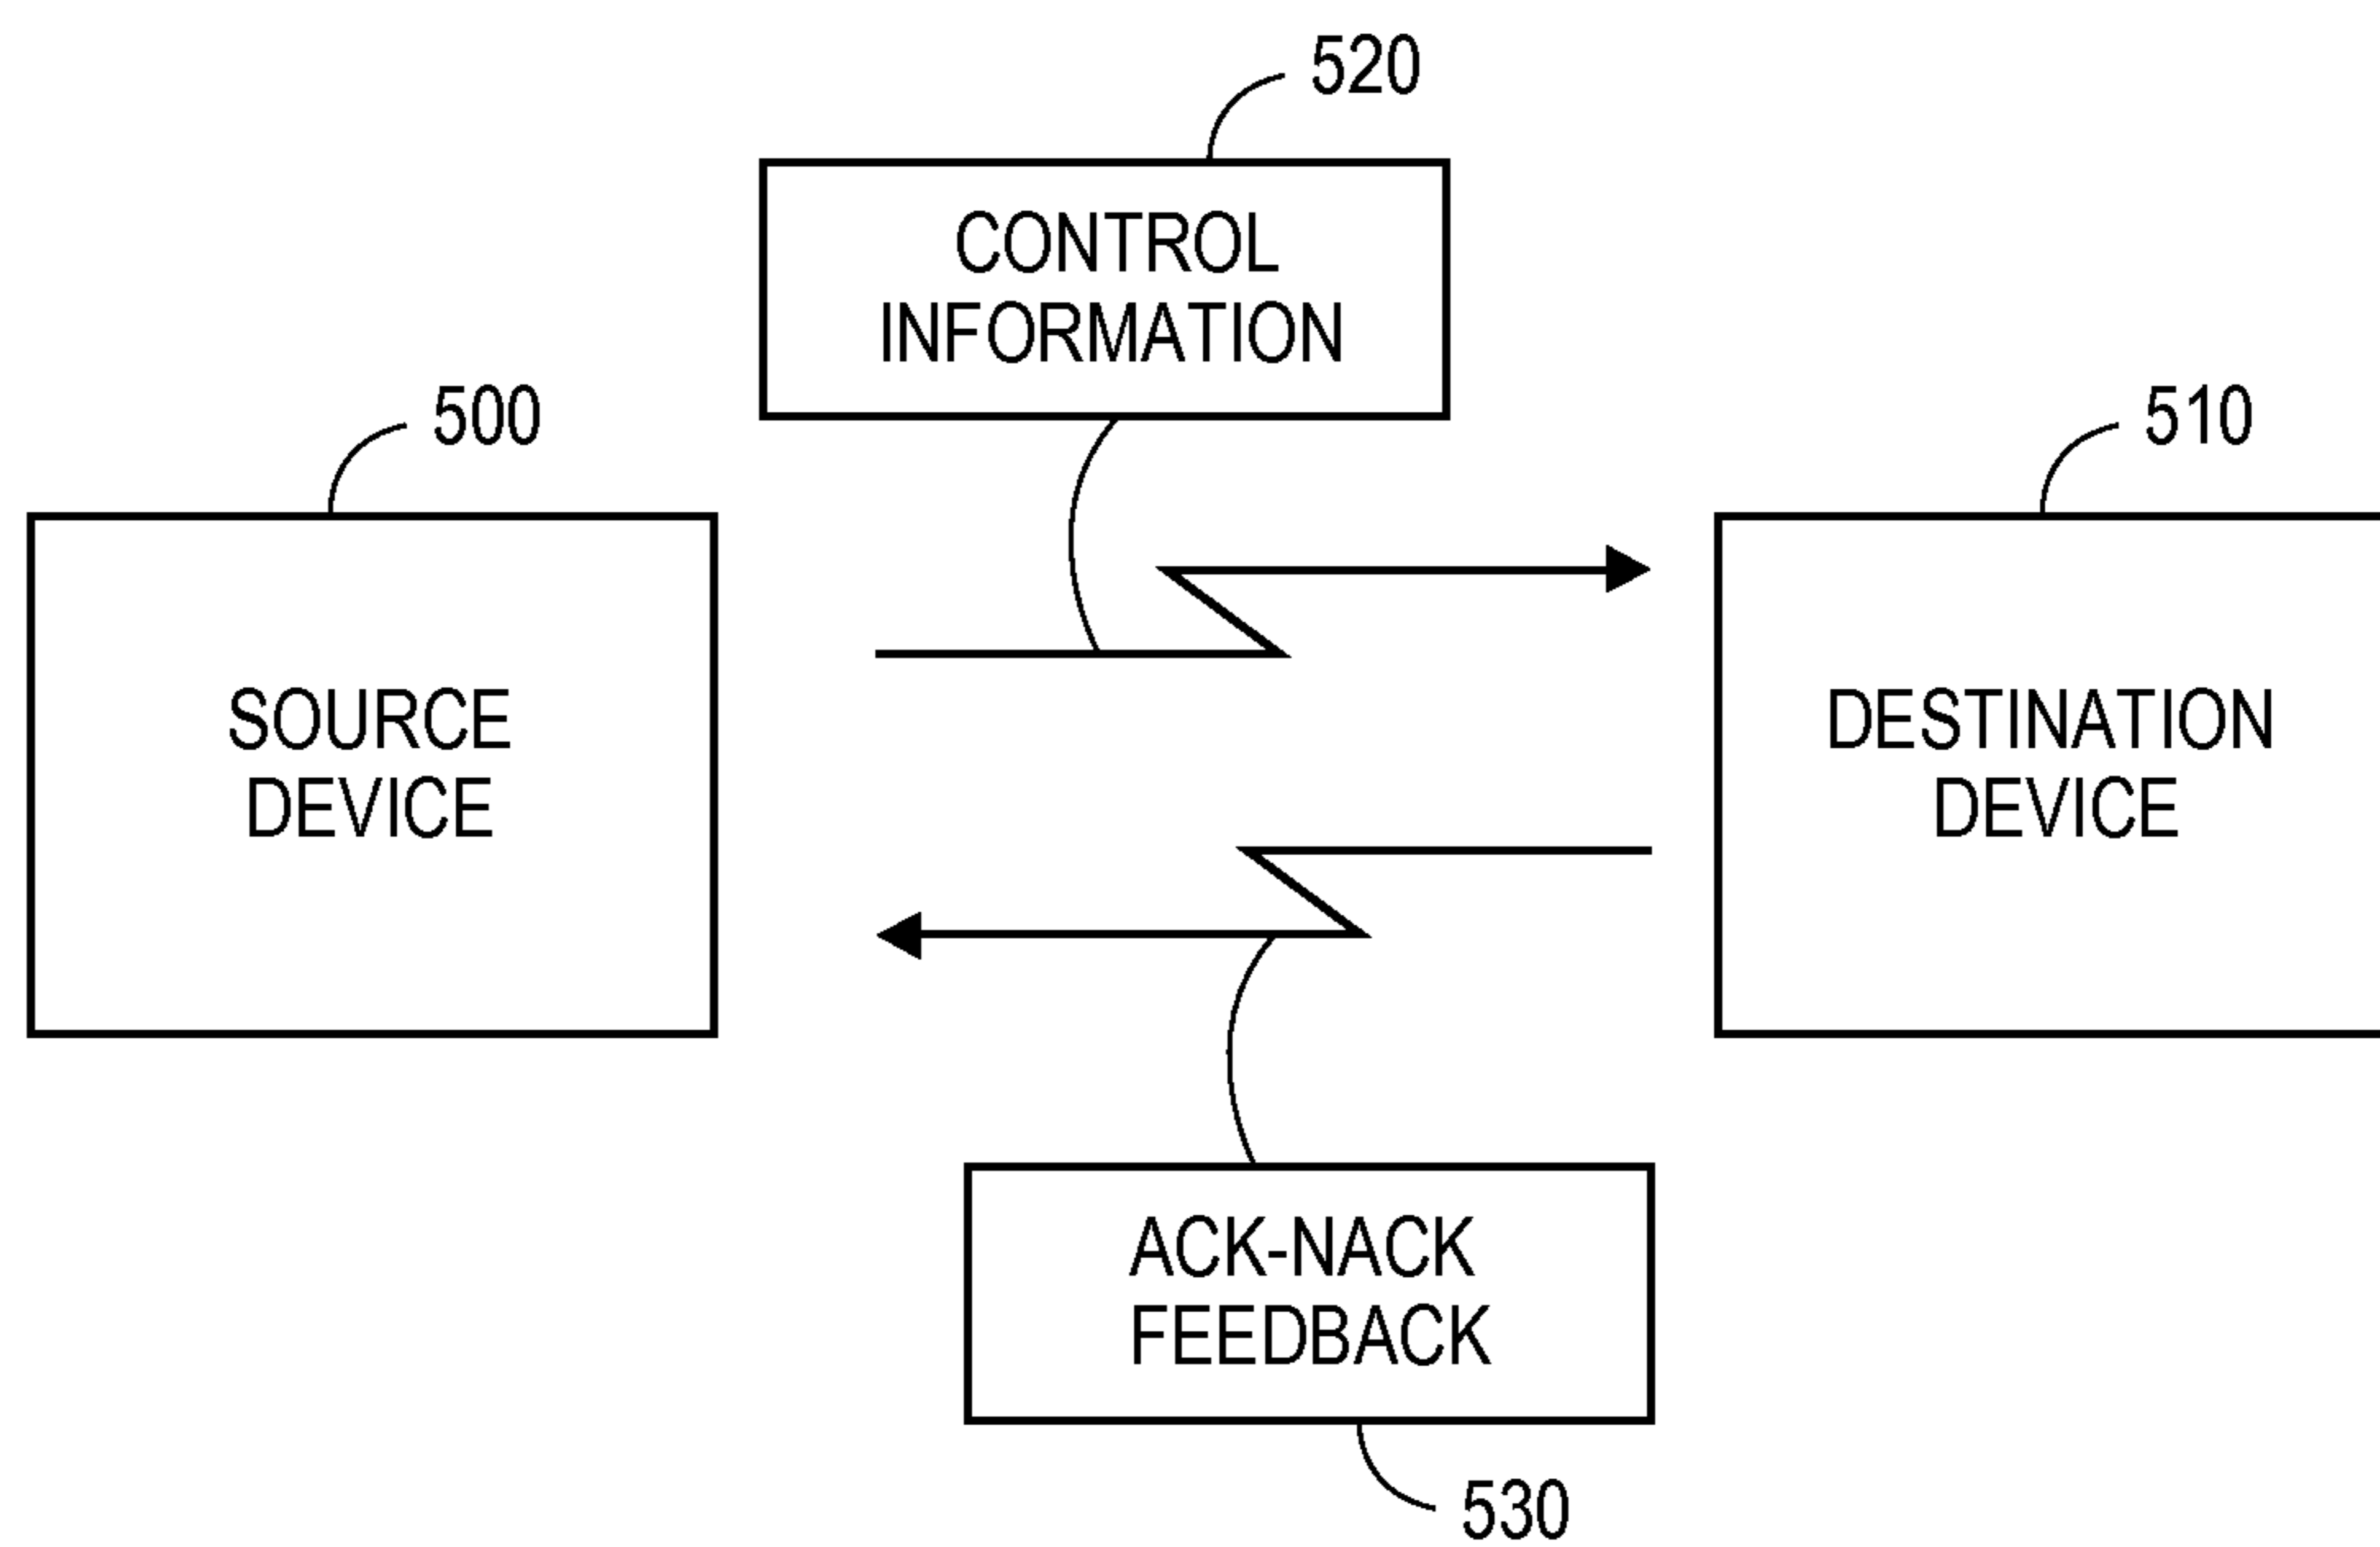 520
CONTROL
INFORMATION
500
510
SOURCE
DEVICE
DESTINATION
DEVICE
ACK-NACK
FEEDBACK
530